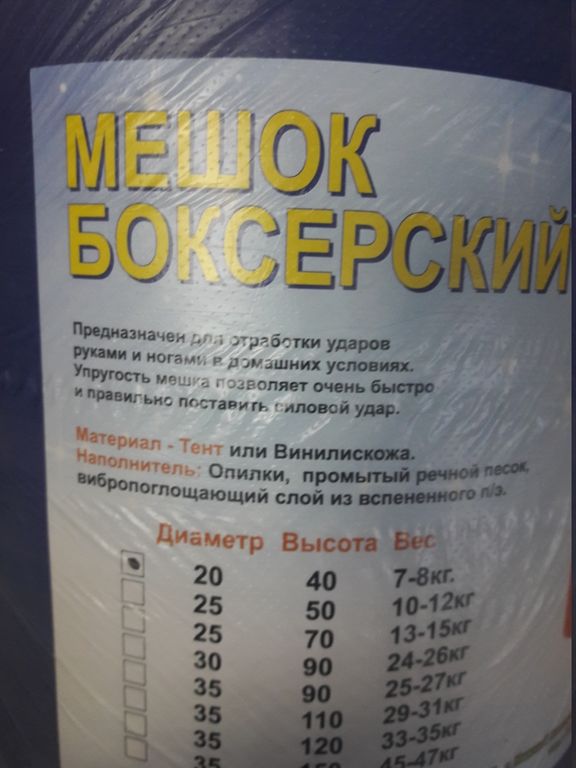 МЕШОК
БОКСЕРСКИЙ
Предназначен для отработки ударов
руками и ногами в домашних условиях.
Упругость мешка позволяет очень быстро
и правильно поставить силовой удар.
Материал - Тент или Винилискожа.
Наполнитель: Опилки, промытый речной песок,
вибропоглощающий слой из вспененного п/э.
Диаметр Высота Вес
20 40 7-8кг.
25 50 10-12кг
25 70 13-15кг
30 90 24-26кг
35 90 25-27кг
35 110 29-31кг
35 120 33-35кг
35 150 45-47кг